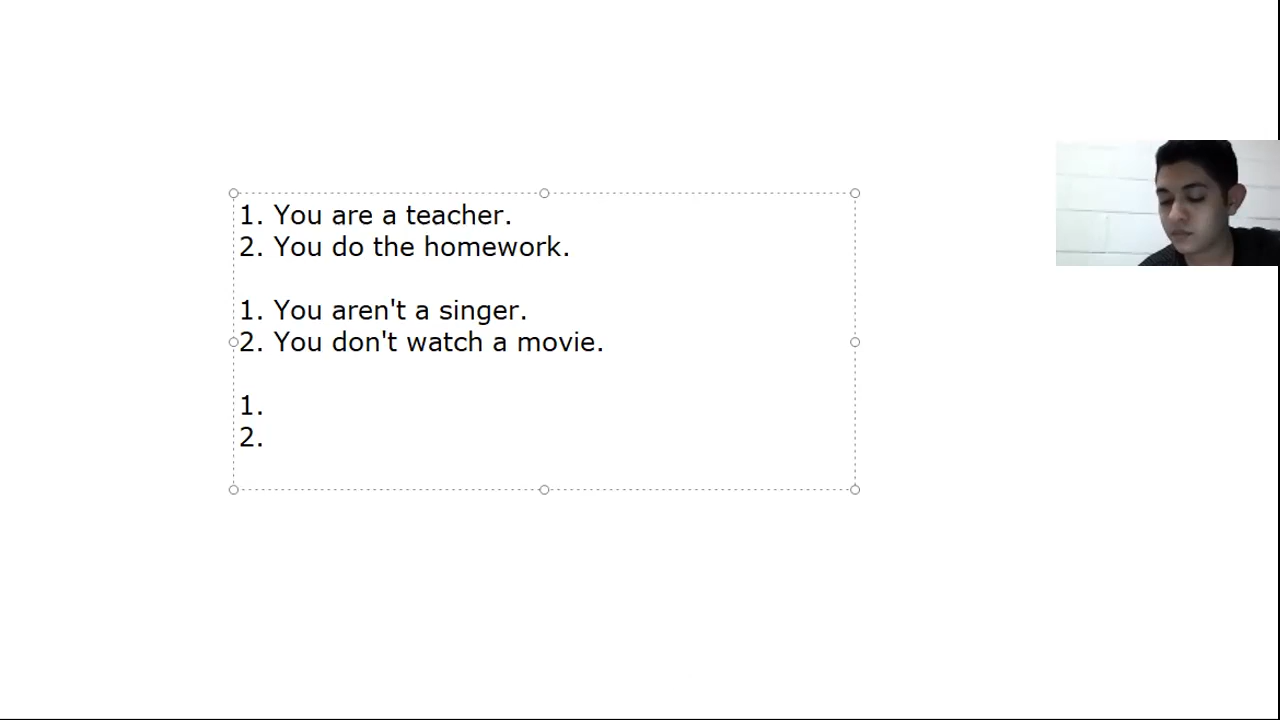 1. You are a teacher.
2. You do the homework.
1. You aren't a singer.
2. You don't watch a movie.
1.
2.